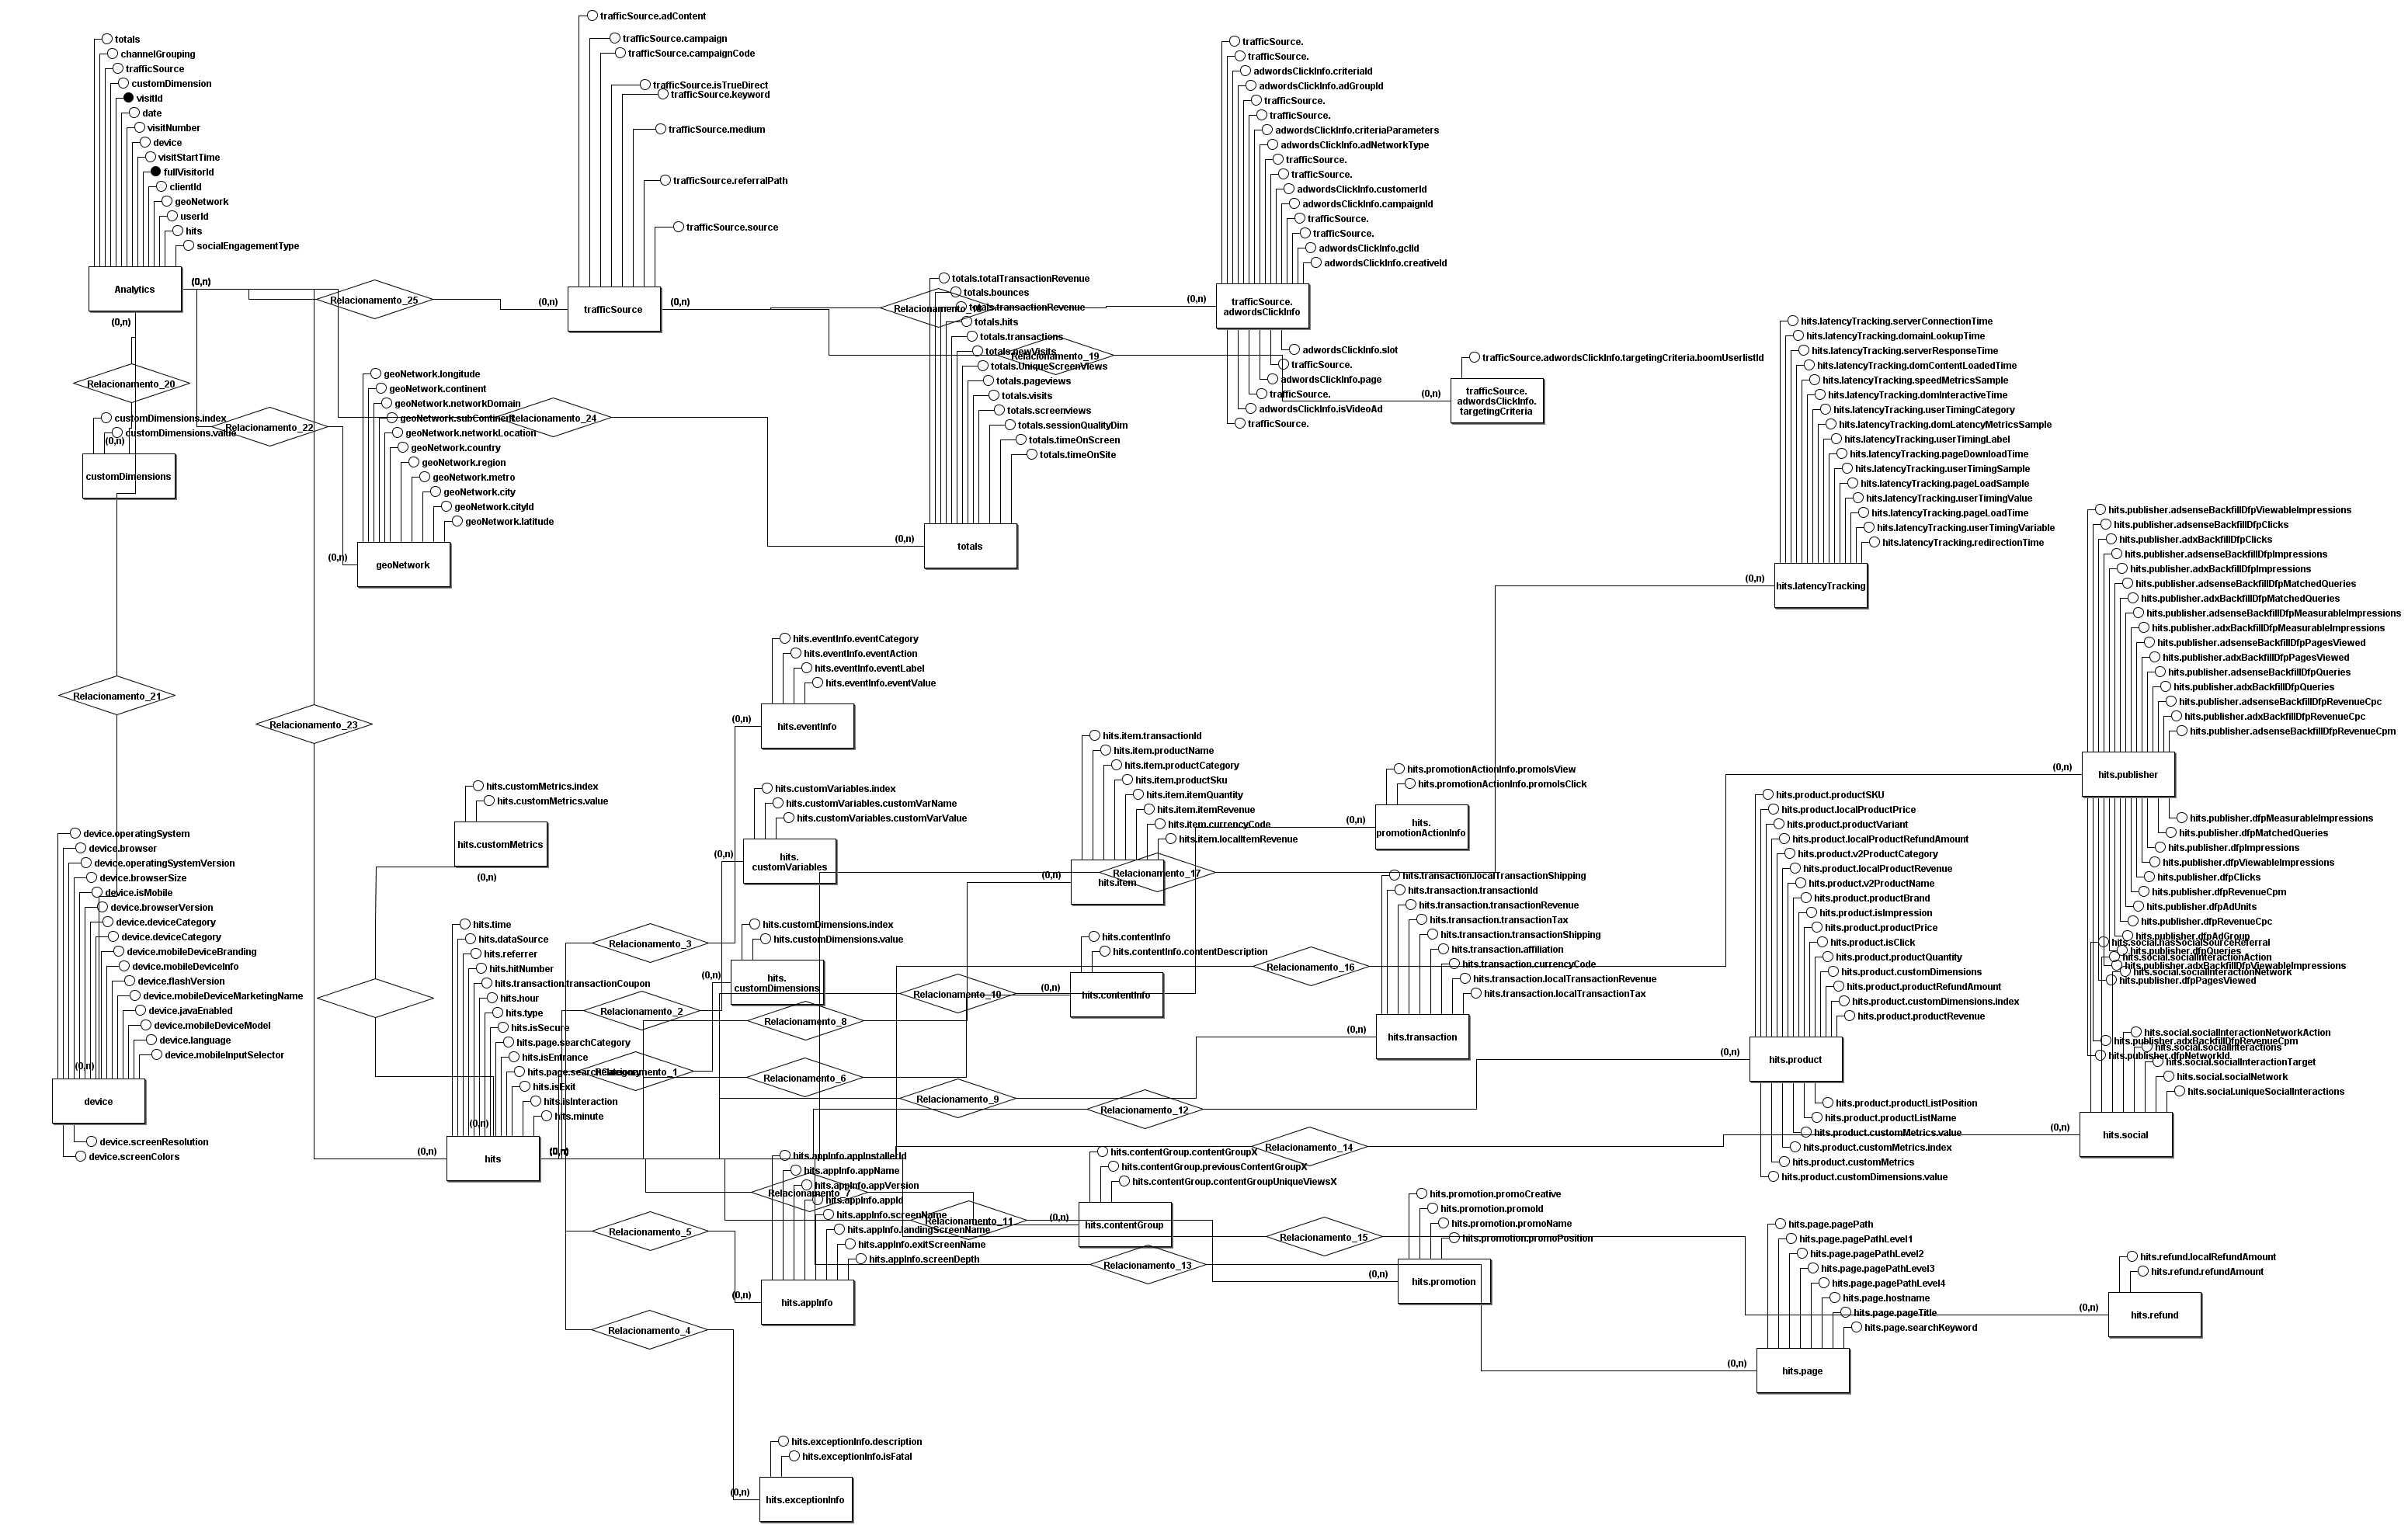 totals
channelGrouping
trafficSource
customDimension
visitId
date
visitNumber
device
visitStartTime
fullVisitorId
clientId
geoNetwork
userId
hits
socialEngagementType
Analytics
(0,n)
(0,n)
Relacionamento_25
Relacionamento_20
customDimensions.index
customDimensions.value
(0,n)
customDimensions
Relacionamento_22
Relacionamento_21
Relacionamento_23
trafficSource.adContent
trafficSource.campaign
trafficSource.campaignCode
trafficSource.isTrueDirect
trafficSource.keyword
trafficSource.medium
trafficSource.referralPath
trafficSource.source
(0,n)
trafficSource
(0,n)
geoNetwork.longitude
geoNetwork.continent
geoNetwork.networkDomain
geoNetwork.subContinent
geoNetwork.networkLocation
geoNetwork.country
geoNetwork.region
geoNetwork.metro
geoNetwork.city
geoNetwork.cityId
geoNetwork.latitude
(0,n)
geoNetwork
Relacionamento_24
totals.totalTransactionRevenue
totals.bounces
totals.transactionRevenue
totals.hits
totals.transactions
totals.newVisits
totals.UniqueScreenViews
totals.pageviews
totals.visits
totals.screenviews
totals.sessionQualityDim
totals.timeOnScreen
totals.timeOnSite
(0,n)
totals
Relacionamento_19
trafficSource.
trafficSource.
adwordsClickInfo.criteriaId
adwordsClickInfo.adGroupId
trafficSource.
trafficSource.
adwordsClickInfo.criteriaParameters
adwordsClickInfo.adNetworkType
trafficSource.
trafficSource.
adwordsClickInfo.customerId
adwordsClickInfo.campaignId
trafficSource.
trafficSource.
adwordsClickInfo.gclId
adwordsClickInfo.creativeId
(0,n)
trafficSource.
adwordsClickInfo
adwordsClickInfo.slot
trafficSource.
adwordsClickInfo.page
trafficSource.
adwordsClickInfo.isVideoAd
trafficSource.
trafficSource.adwordsClickInfo.targetingCriteria.boomUserlistId
(0,n)
trafficSource.
adwordsClickInfo.
targetingCriteria
hits.latencyTracking.serverConnectionTime
hits.latencyTracking.domainLookupTime
hits.latencyTracking.serverResponseTime
hits.latencyTracking.domContentLoadedTime
hits.latencyTracking.speedMetricsSample
hits.latencyTracking.domInteractiveTime
hits.latencyTracking.userTimingCategory
hits.latencyTracking.domLatencyMetricsSample
hits.latencyTracking.userTimingLabel
hits.latencyTracking.pageDownloadTime
hits.latencyTracking.userTimingSample
hits.latencyTracking.pageLoadSample
hits.latencyTracking.userTimingValue
hits.latencyTracking.pageLoadTime
hits.latencyTracking.userTimingVariable
hits.latencyTracking.redirectionTime
(0,n)
hits.latencyTracking
hits.publisher.adsenseBackfillDfpViewableImpressions
hits.publisher.adsenseBackfillDfpClicks
hits.publisher.adxBackfillDfpClicks
hits.publisher.adsenseBackfillDfpImpressions
hits.publisher.adxBackfillDfpImpressions
hits.publisher.adsenseBackfillDfpMatchedQueries
hits.publisher.adxBackfillDfpMatchedQueries
hits.publisher.adsenseBackfillDfpMeasurableImpressions
hits.publisher.adxBackfillDfpMeasurableImpressions
hits.publisher.adsenseBackfillDfpPagesViewed
hits.publisher.adxBackfillDfpPagesViewed
hits.publisher.adsenseBackfillDfpQueries
hits.publisher.adxBackfillDfpQueries
hits.publisher.adsenseBackfillDfpRevenueCpc
hits.publisher.adxBackfillDfpRevenueCpc
hits.publisher.adsenseBackfillDfpRevenueCpm
(0,n)
hits.publisher
hits.publisher.dfpMeasurableImpressions
hits.publisher.dfpMatchedQueries
hits.publisher.dfpImpressions
hits.publisher.dfpViewableImpressions
hits.publisher.dfpClicks
hits.publisher.dfpRevenueCpm
hits.publisher.dfpAdUnits
hits.publisher.dfpRevenueCpc
hits.publisher.dfpAdGroup
hits.social.hasSocialSourceReferral
hits.publisher.dfpQueries
hits.social.socialInteractionAction
hits.publisher.adxBackfillDfpViewableImpressions
hits.social.socialInteractionNetwork
hits.publisher.dfpPagesViewed
hits.social.socialInteractionNetworkAction
hits.publisher.adxBackfillDfpRevenueCpm
hits.social.socialInteractions
hits.publisher.dfpNetworkId
hits.social.socialInteractionTarget
hits.social.socialNetwork
hits.social.uniqueSocialInteractions
(0,n)
hits.social
hits.eventInfo.eventCategory
hits.eventInfo.eventAction
hits.eventInfo.eventLabel
hits.eventInfo.eventValue
(0,n)
hits.eventInfo
hits.customMetrics.index
hits.customMetrics.value
hits.customMetrics
(0,n)
hits.customVariables.index
hits.customVariables.customVarName
hits.customVariables.customVarValue
(0,n)
hits.
customVariables
hits.item.transactionId
hits.item.productName
hits.item.productCategory
hits.item.productSku
hits.item.itemQuantity
hits.item.itemRevenue
hits.item.currencyCode
hits.item.localItemRevenue
(0,n)
hits.item
Relacionamento_17
hits.promotionActionInfo.promoIsView
hits.promotionActionInfo.promoIsClick
(0,n)
hits.
promotionActionInfo
hits.transaction.localTransactionShipping
hits.transaction.transactionId
hits.transaction.transactionRevenue
hits.transaction.transactionTax
hits.transaction.transactionShipping
hits.transaction.affiliation
hits.transaction.currencyCode
hits.transaction.localTransactionRevenue
hits.transaction.localTransactionTax
(0,n)
hits.transaction
hits.product.productSKU
hits.product.localProductPrice
hits.product.productVariant
hits.product.localProductRefundAmount
hits.product.v2ProductCategory
hits.product.localProductRevenue
hits.product.v2ProductName
hits.product.productBrand
hits.product.isImpression
hits.product.productPrice
hits.product.isClick
hits.product.productQuantity
hits.product.customDimensions
hits.product.productRefundAmount
hits.product.customDimensions.index
hits.product.productRevenue
(0,n)
hits.product
hits.product.productListPosition
hits.product.productListName
hits.product.customMetrics.value
hits.product.customMetrics.index
hits.product.customMetrics
hits.product.customDimensions.value
device.operatingSystem
device.browser
device.operatingSystemVersion
device.browserSize
device.isMobile
device.browserVersion
device.deviceCategory
device.deviceCategory
device.mobileDeviceBranding
device.mobileDeviceInfo
device.flashVersion
device.mobileDeviceMarketingName
device.javaEnabled
device.mobileDeviceModel
device.language
device.mobileInputSelector
(0,n)
device
device.screenResolution
device.screenColors
hits.time
hits.dataSource
hits.referrer
hits.hitNumber
hits.transaction.transactionCoupon
hits.hour
hits.type
hits.isSecure
hits.page.searchCategory
hits.isEntrance
hits.isExit
hits.isInteraction
hits.minute
(0,n)
(0,n)
hits
Relacionamento_3
Relacionamento_2
Relacionamento_1
hits.customDimensions.index
hits.customDimensions.value
(0,n)
hits.
customDimensions
Relacionamento_8
Relacionamento_6
hits.contentInfo
hits.contentInfo.contentDescription
Relacionamento_10
(0,n)
hits.contentInfo
Relacionamento_16
Relacionamento_9
Relacionamento_12
Relacionamento_14
hits.appInfo.appInstallerId
hits.appInfo.appName
hits.appInfo.appVersion
hits.appInfo.appId
hits.appInfo.screenName
hits.appInfo.landingScreenName
hits.appInfo.exitScreenName
hits.appInfo.screenDepth
Relacionamento_7
Relacionamento_5
(0,n)
hits.appInfo
Relacionamento_4
hits.contentGroup.contentGroupX
hits.contentGroup.previousContentGroupX
hits.contentGroup.contentGroupUniqueViewsX
Relacionamento_11
(0,n)
hits.contentGroup
Relacionamento_15
Relacionamento_13
hits.promotion.promoCreative
hits.promotion.promoId
hits.promotion.promoName
hits.promotion.promoPosition
(0,n)
hits.promotion
hits.page.pagePath
hits.page.pagePathLevel1
hits.page.pagePathLevel2
hits.page.pagePathLevel3
hits.page.pagePathLevel4
hits.page.hostname
hits.page.pageTitle
hits.page.searchKeyword
(0,n)
hits.page
hits.refund.localRefundAmount
hits.refund.refundAmount
(0,n)
hits.refund
hits.exceptionInfo.description
hits.exceptionInfo.isFatal
(0,n)
hits.exceptionInfo